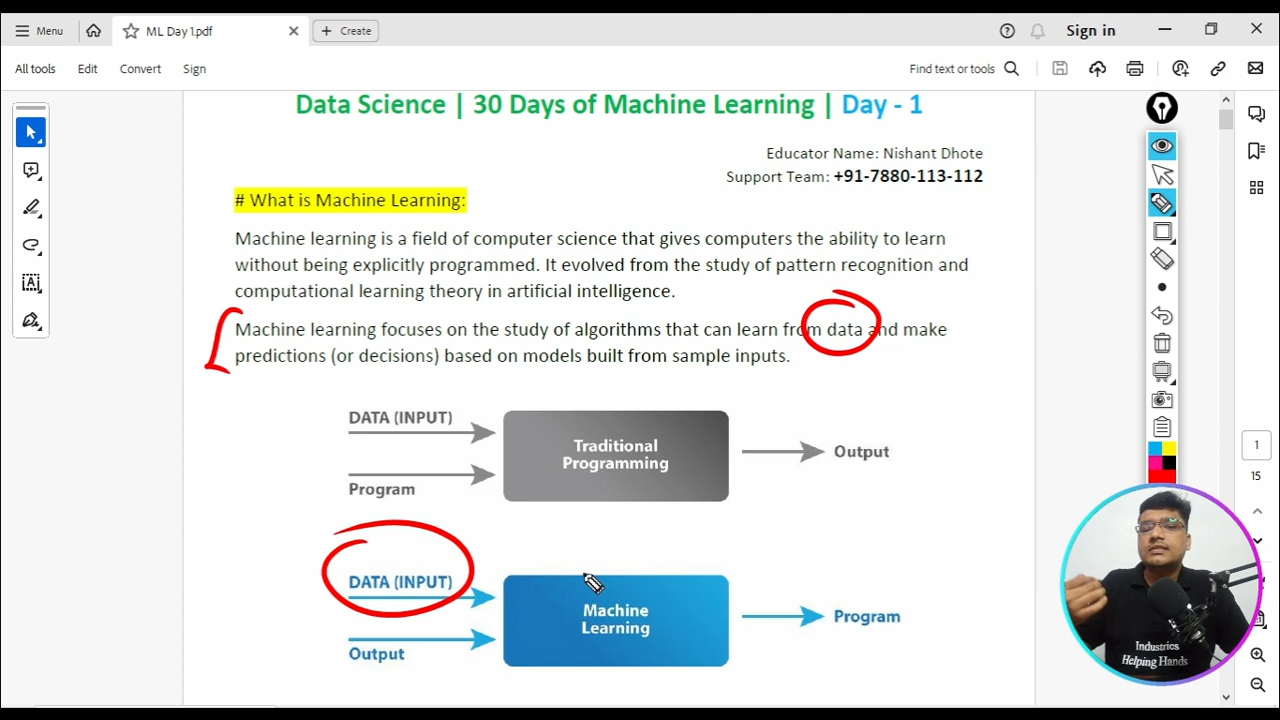 Menu
ML Day 1.pdf
+ Create
Sign in
All tools
Edit
Convert
Sign
Find text or tools
Data Science | 30 Days of Machine Learning | Day - 1
Educator Name: Nishant Dhote
Support Team: +91-7880-113-112
# What is Machine Learning:
Machine learning is a field of computer science that gives computers the ability to learn
without being explicitly programmed. It evolved from the study of pattern recognition and
computational learning theory in artificial intelligence.
Machine learning focuses on the study of algorithms that can learn from data and make
predictions (or decisions) based on models built from sample inputs.
DATA (INPUT)
Program
Traditional
Programming
Output
DATA (INPUT)
Output
Machine
Learning
Program
1
15
Industries
Helping Hands